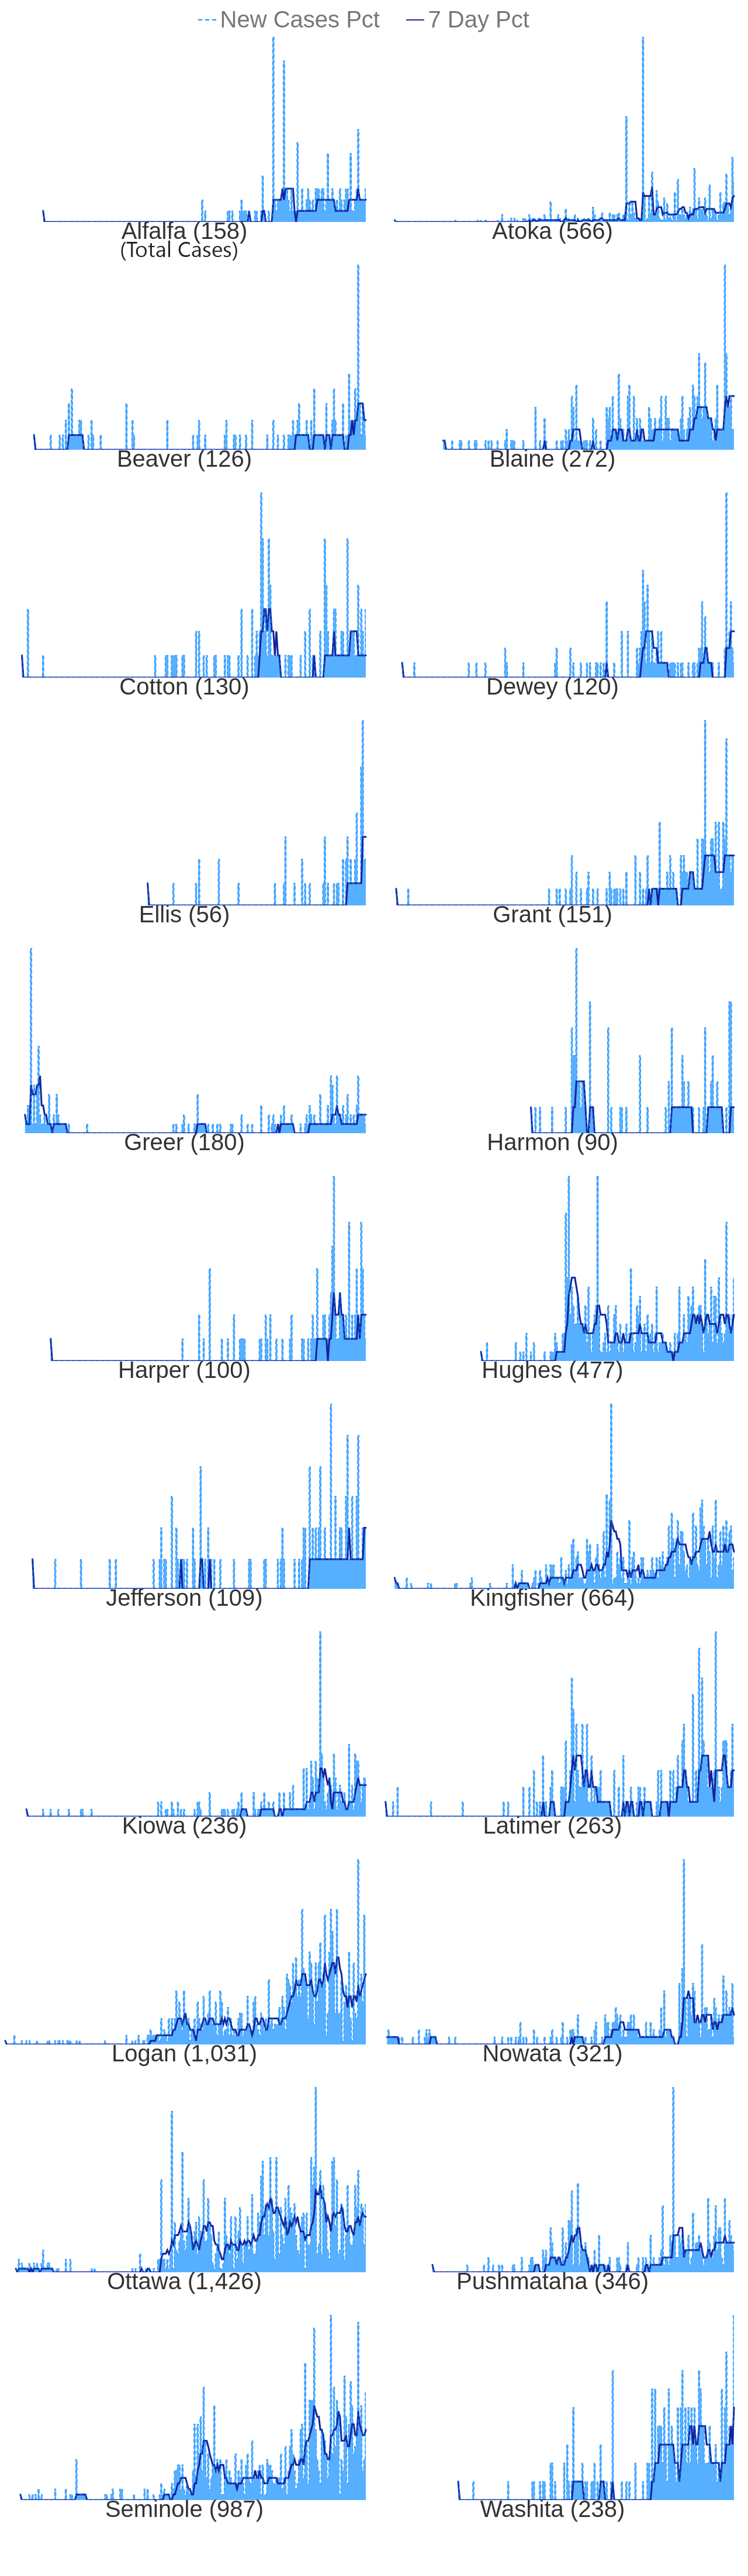 New Cases Pct 7 Day Pct
Alfalfa (158) Atoka (566)
(Total Cases)
Beaver (126) Blaine (272)
Cotton (130) Dewey (120)
Ellis (56) Grant (151)
Greer (180) Harmon (90)
Harper (100) Hughes (477)
Jefferson (109) Kingfisher (664)
Kiowa (236) Latimer (263)
Logan (1,031) Nowata (321)
Ottawa (1,426) Pushmataha (346)
Seminole (987) Washita (238)